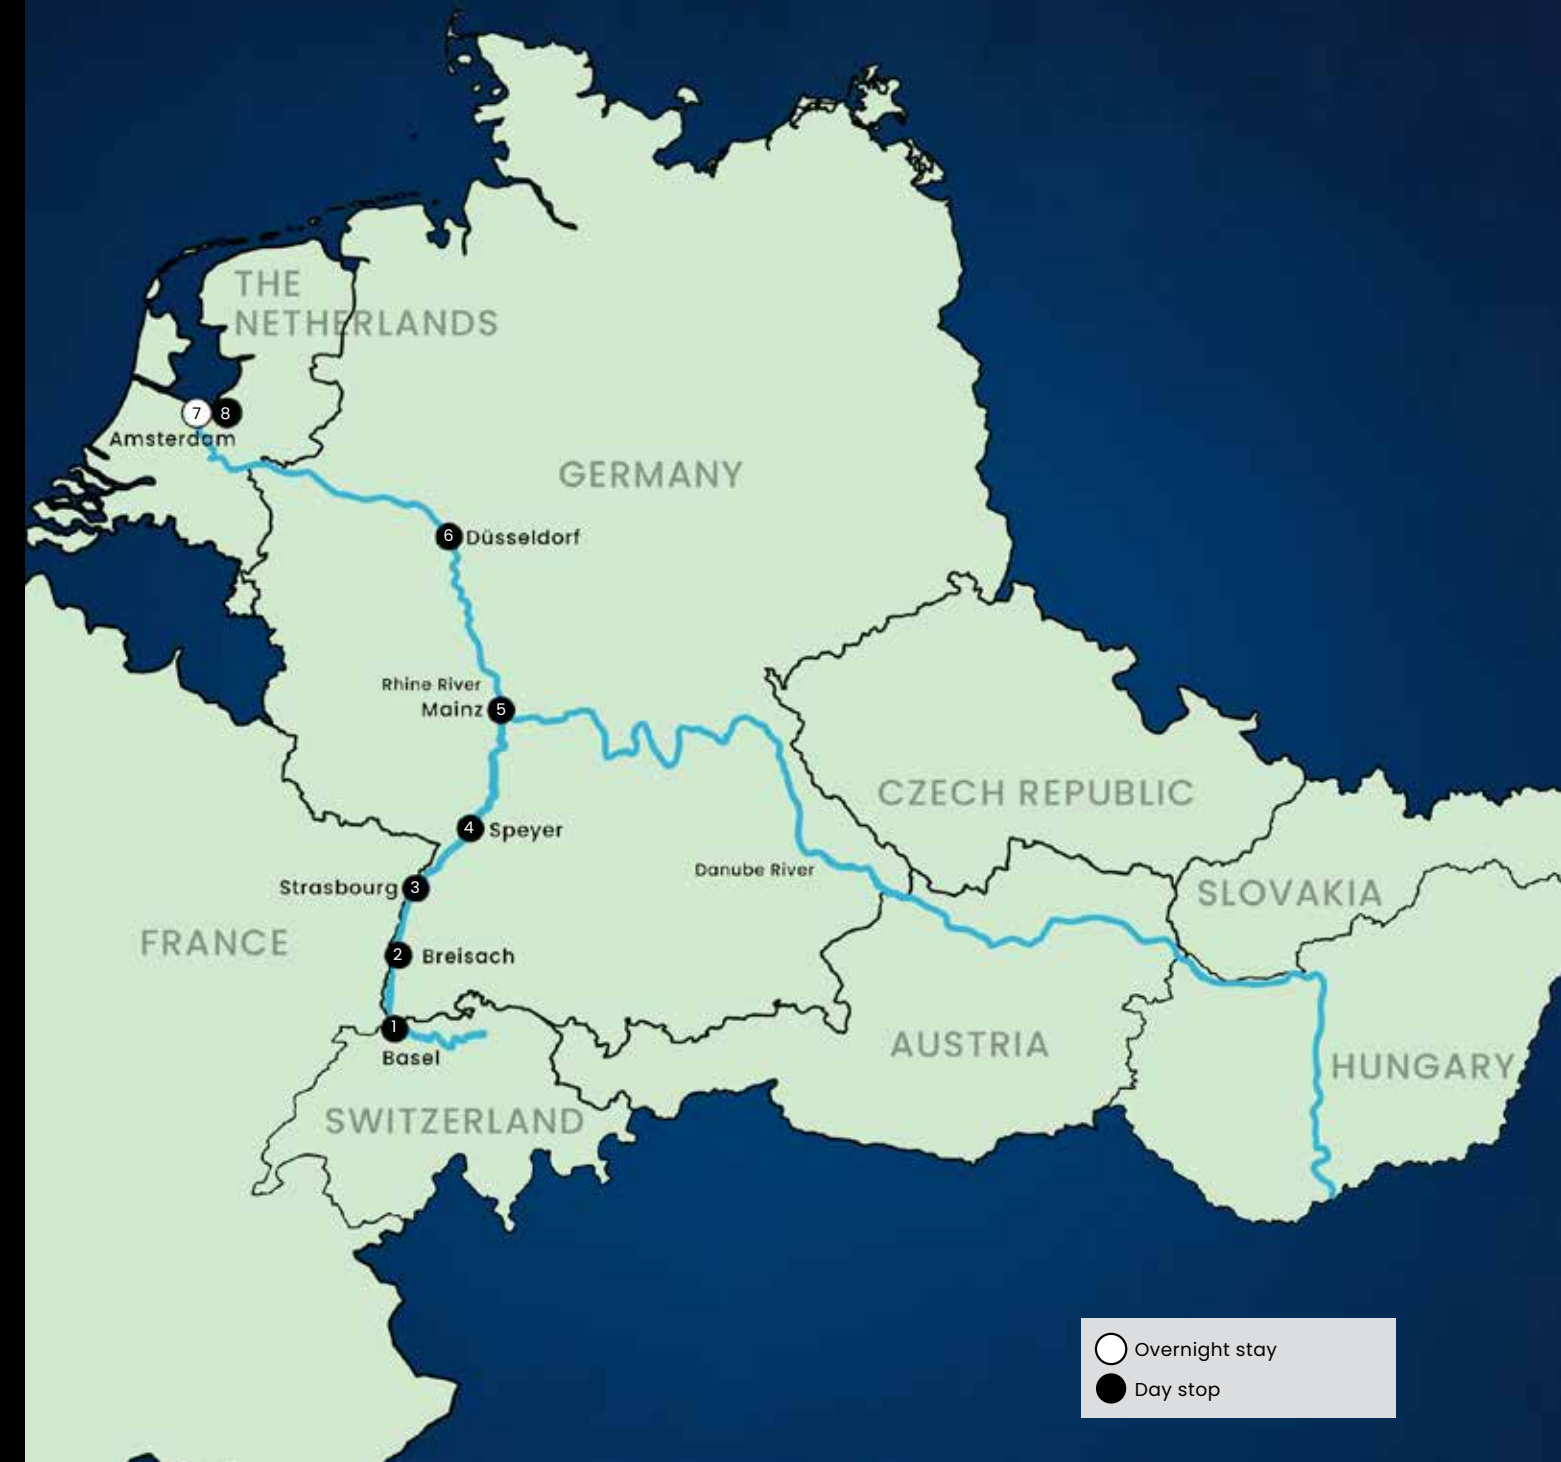 THE
NETHERLANDS
7 8
Amsterdam
GERMANY
6 Düsseldorf
Rhine River
Mainz 5
CZECH REPUBLIC
4 Speyer
Danube River
Strasbourg 3
SLOVAKIA
FRANCE
2 Breisach
1
Basel
AUSTRIA
HUNGARY
SWITZERLAND
Overnight stay
Day stop